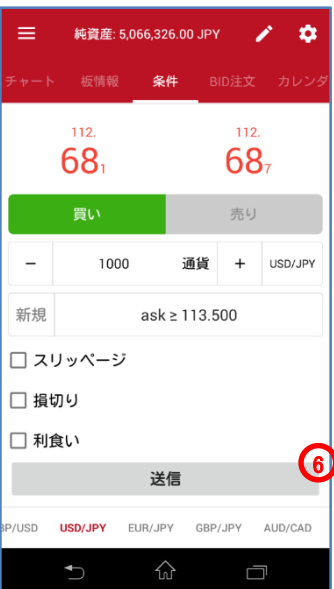 純資産: 5,066,326.00 JPY
チャート 板情報 条件 BID注文 カレンダ
112. 112.
681 687
買い 売り
− 1000 通貨 + USD/JPY
新規 ask ≥ 113.500
スリッページ
損切り
利食い
6
送信
BP/USD USD/JPY EUR/JPY GBP/JPY AUD/CAD